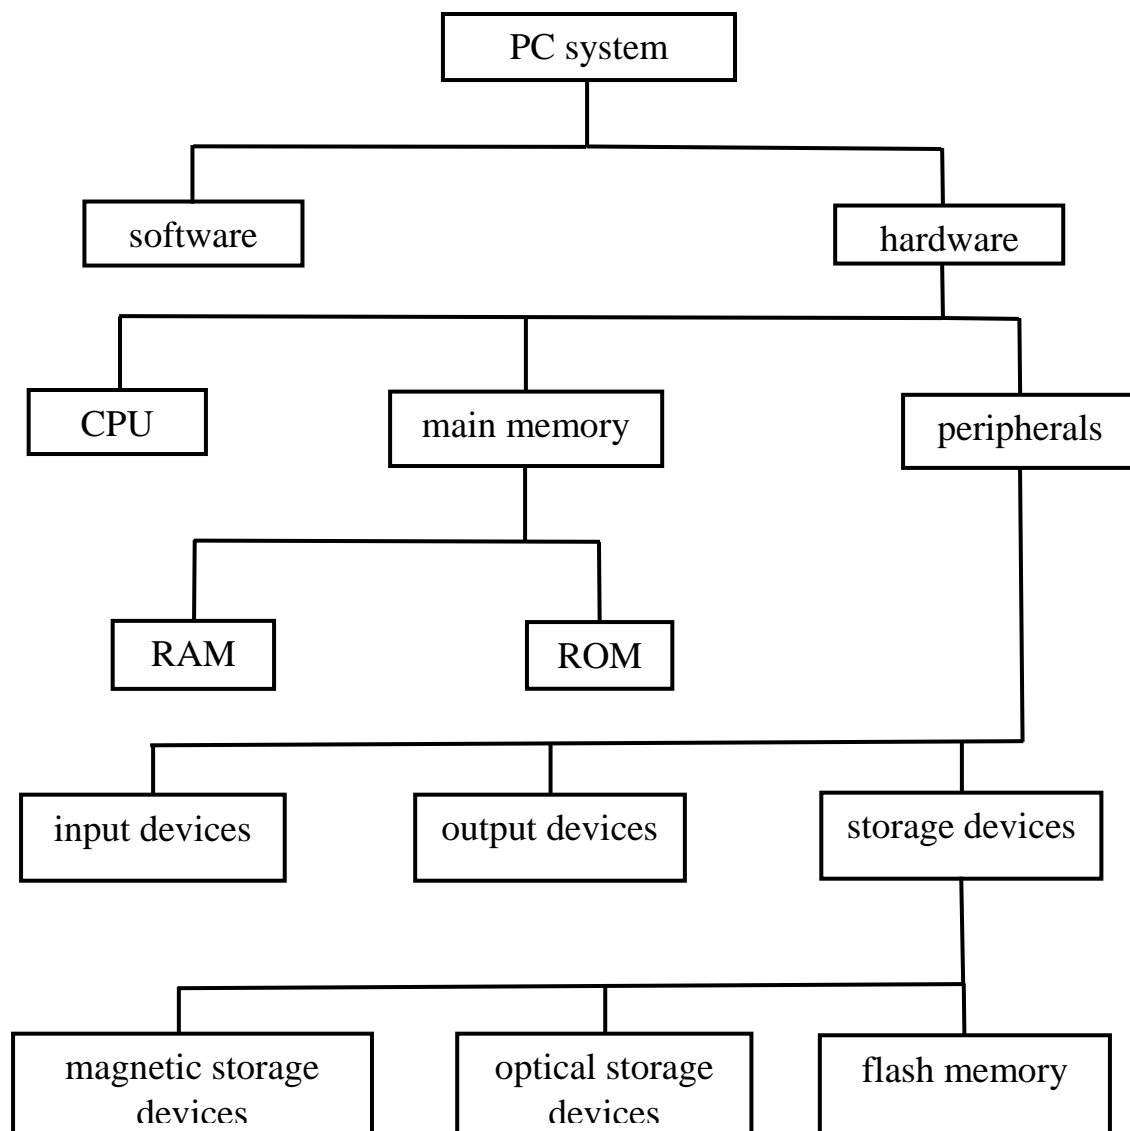 PC system
software
hardware
CPU
main memory
peripherals
RAM
ROM
input devices
output devices
storage devices
magnetic storage
devices
optical storage
devices
flash memory